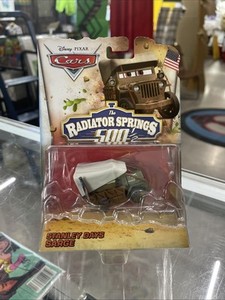 Disney · PIXAR
Cars
The
RADIATOR SPRINGS
500½
STANLEY DAYS
SARGE